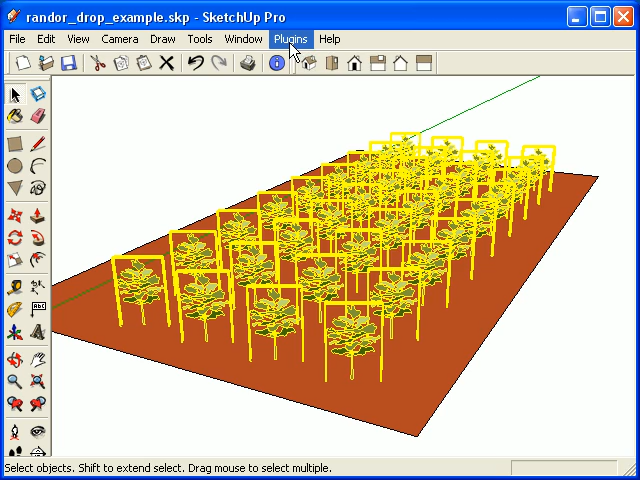 randor_drop_example.skp - SketchUp Pro
File Edit View Camera Draw Tools Window Plugins Help
ABC
Select objects. Shift to extend select. Drag mouse to select multiple.